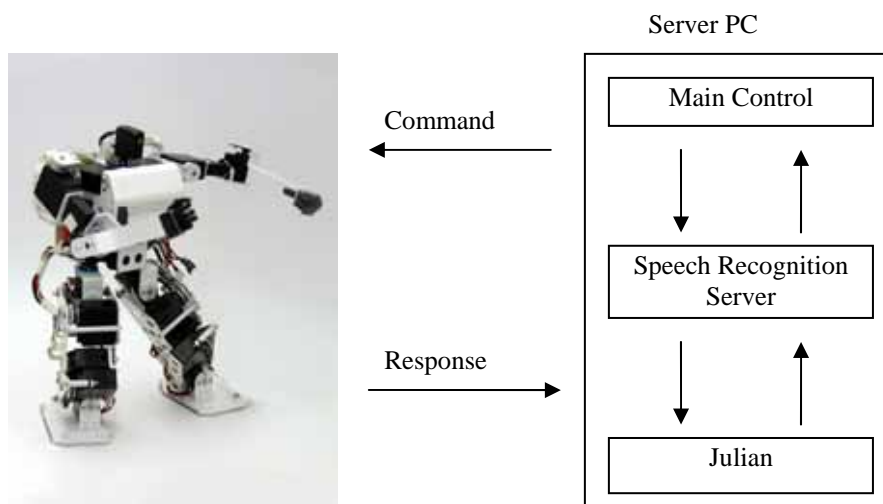 Server PC
Main Control
Command
Speech Recognition
Server
Response
Julian